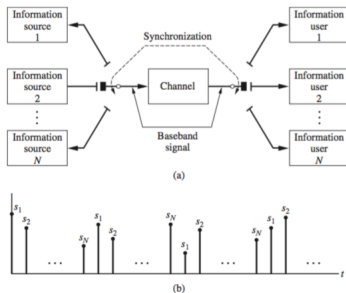 Information
source
1
Synchronization
Information
user
1
Information
source
2
Channel
Information
user
2
Baseband
signal
Information
source
N
Information
user
N
(a)
s1
s2
sN
s1
s2
sN
s1
s2
sN
s1
s2
t
(b)